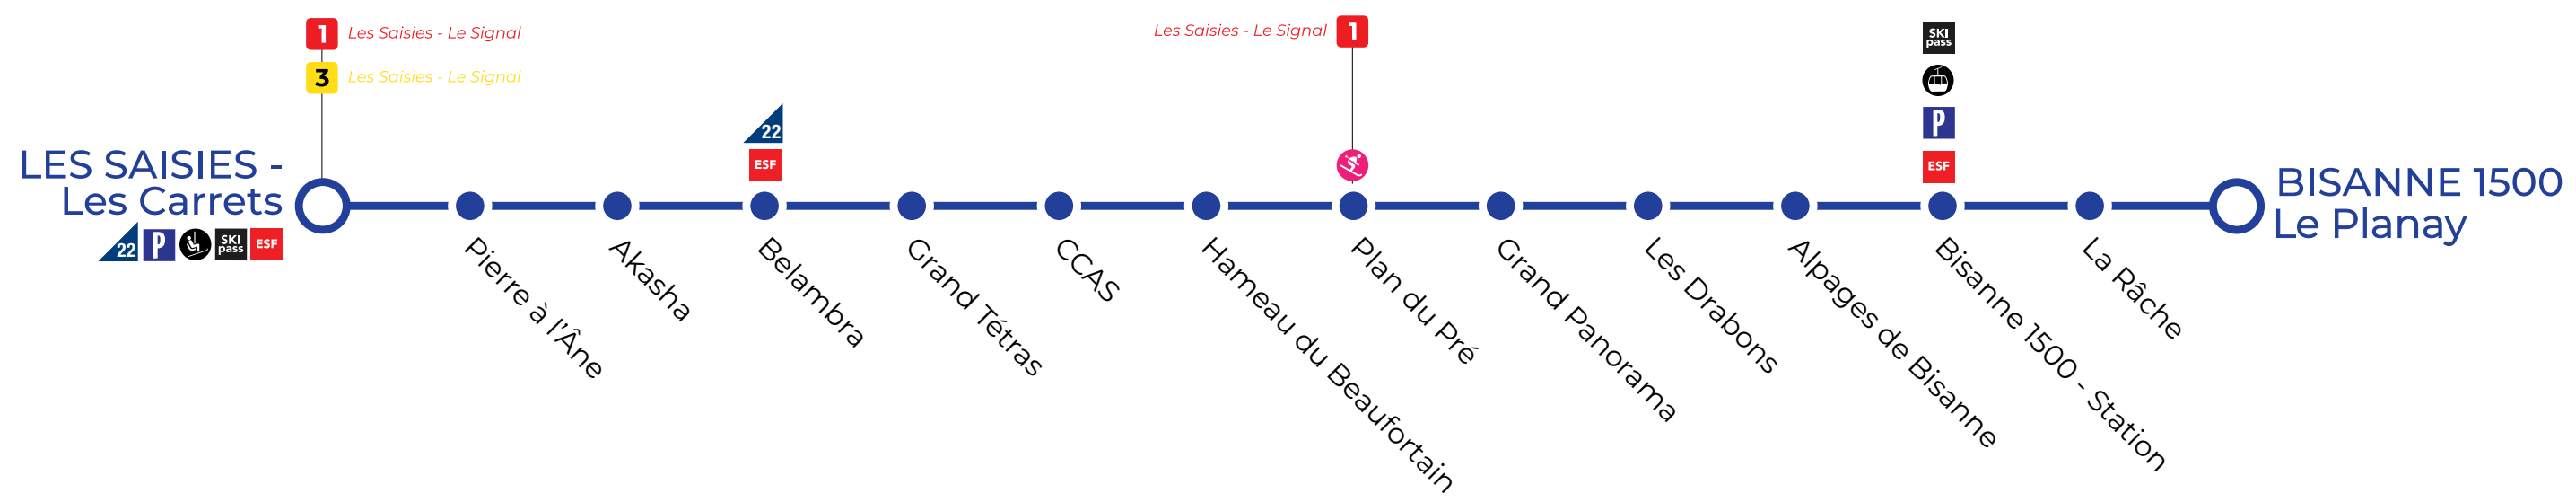 1 Les Saisies - Le Signal
3 Les Saisies - Le Signal
Les Saisies - Le Signal 1
SKI
pass
P
ESF
22
ESF
LES SAISIES -
Les Carrets
22 P SKI pass ESF
BISANNE 1500
Le Planay
Pierre à l'Âne
Akasha
Belambra
Grand Tétras
CCAS
Hameau du Beaufortain
Plan du Pré
Grand Panorama
Les Drabons
Alpages de Bisanne
Bisanne 1500 - Station
La Râche